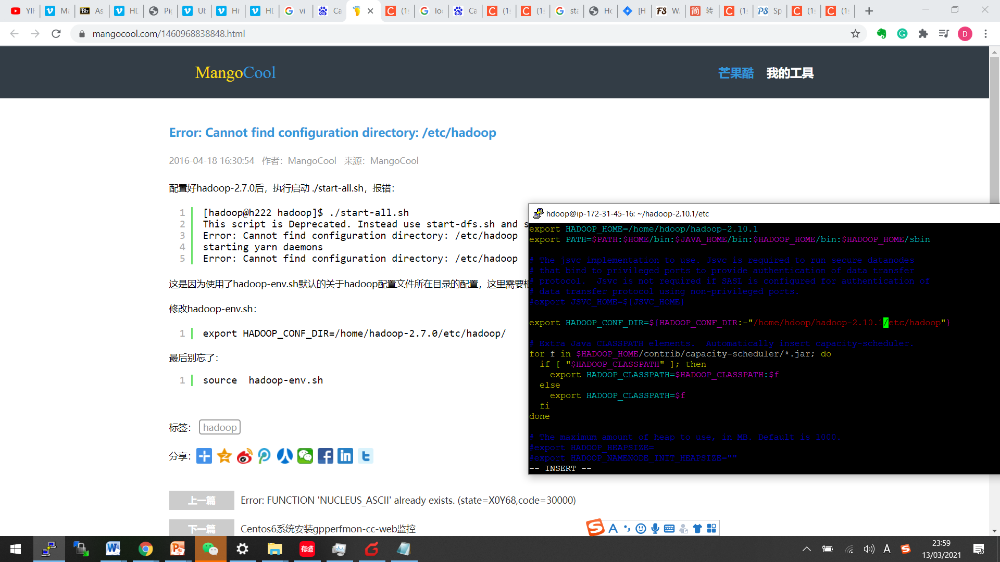 YIF
Ma
As
HD
Pig
Ub
Hi
HD
vi
Ca
(1
loc
Ca
(1
(1
sta
Ho
[H
W
转
(1
Sp
(1
(1
mangocool.com/1460968838848.html
D
MangoCool
芒果酷 我的工具
Error: Cannot find configuration directory: /etc/hadoop
2016-04-18 16:30:54 作者：MangoCool 来源：MangoCool
配置好hadoop-2.7.0后，执行启动 ./start-all.sh，报错：
1 [hadoop@h222 hadoop]$ ./start-all.sh
2 This script is Deprecated. Instead use start-dfs.sh and s
3 Error: Cannot find configuration directory: /etc/hadoop
4 starting yarn daemons
5 Error: Cannot find configuration directory: /etc/hadoop
这是因为使用了hadoop-env.sh默认的关于hadoop配置文件所在目录的配置，这里需要
修改hadoop-env.sh：
1 export HADOOP_CONF_DIR=/home/hadoop-2.7.0/etc/hadoop/
最后别忘了：
1 source hadoop-env.sh
标签： hadoop
分享：
上一篇 Error: FUNCTION 'NUCLEUS_ASCII' already exists. (state=X0Y68,code=30000)
下一篇 Centos6系统安装gpperfmon-cc-web监控
hdoop@ip-172-31-45-16: ~/hadoop-2.10.1/etc
export HADOOP_HOME=/home/hdoop/hadoop-2.10.1
export PATH=$PATH:$HOME/bin:$JAVA_HOME/bin:$HADOOP_HOME/bin:$HADOOP_HOME/sbin
# The jsvc implementation to use. Jsvc is required to run secure datanodes
# that bind to privileged ports to provide authentication of data transfer
# protocol.  Jsvc is not required if SASL is configured for authentication of
# data transfer protocol using non-privileged ports.
#export JSVC_HOME=${JSVC_HOME}
export HADOOP_CONF_DIR=${HADOOP_CONF_DIR:-"/home/hdoop/hadoop-2.10.1/etc/hadoop"}
# Extra Java CLASSPATH elements.  Automatically insert capacity-scheduler.
for f in $HADOOP_HOME/contrib/capacity-scheduler/*.jar; do
if [ "$HADOOP_CLASSPATH" ]; then
export HADOOP_CLASSPATH=$HADOOP_CLASSPATH:$f
else
export HADOOP_CLASSPATH=$f
fi
done
# The maximum amount of heap to use, in MB. Default is 1000.
#export HADOOP_HEAPSIZE=
#export HADOOP_NAMENODE_INIT_HEAPSIZE=""
-- INSERT --
有道
A
23:59
13/03/2021